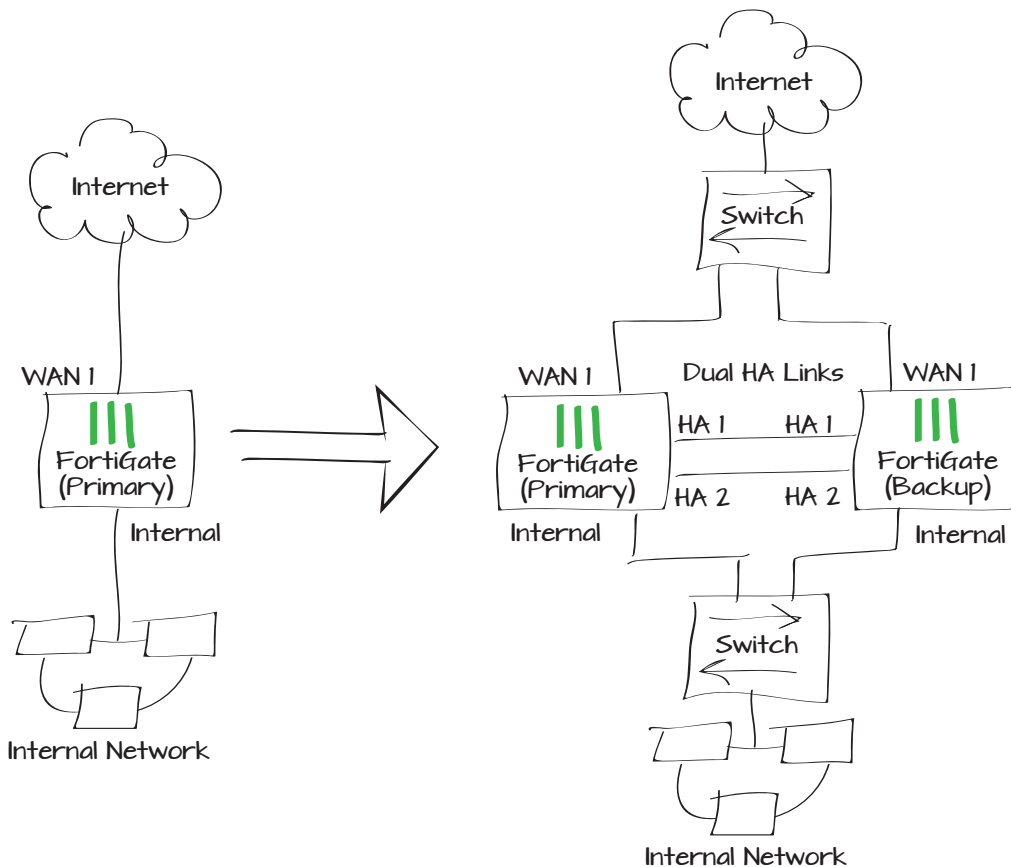 Internet
WAN 1
FortiGate
(Primary)
Internal
Internal Network
Internet
Switch
Dual HA Links
WAN 1
WAN 1
HA 1
HA 1
FortiGate
(Primary)
FortiGate
(Backup)
HA 2
HA 2
Internal
Internal
Switch
Internal Network